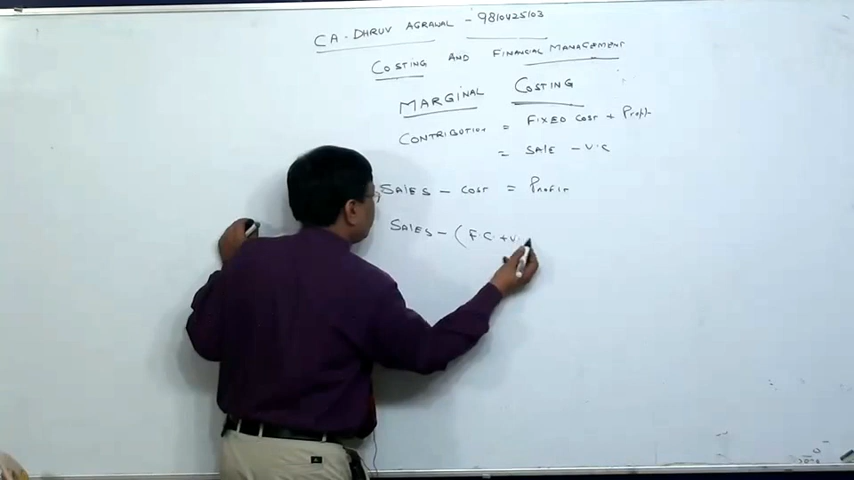 CA. DHRUV AGRAWAL - 9810425103
COSTING AND FINANCIAL MANAGEMENT
MARGINAL COSTING
CONTRIBUTION = FIXED COST + Profit
= SALE - V.C
SALES - COST = Profit
SALES - (F.C. + V.